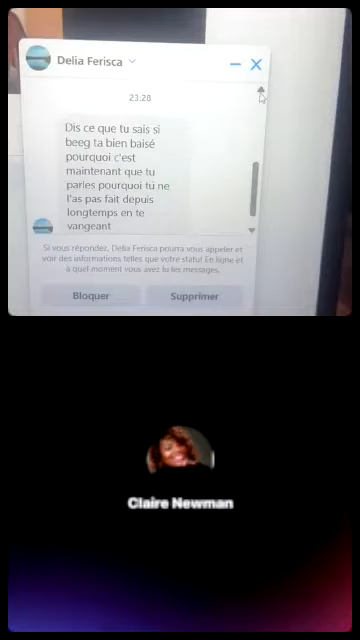 Delia Ferisca
23:28
Dis ce que tu sais si
beeg ta bien baisé
pourquoi c'est
maintenant que tu
parles pourquoi tú ne
l'as pas fait depuis
longtemps en te
vangeant
Si vous répondez, Delia Ferisca pourra vous appeler et
voir des informations telles que votre statut En ligne et
à quel moment vous avez lu les messages.
Bloquer
Supprimer
Claire Newman